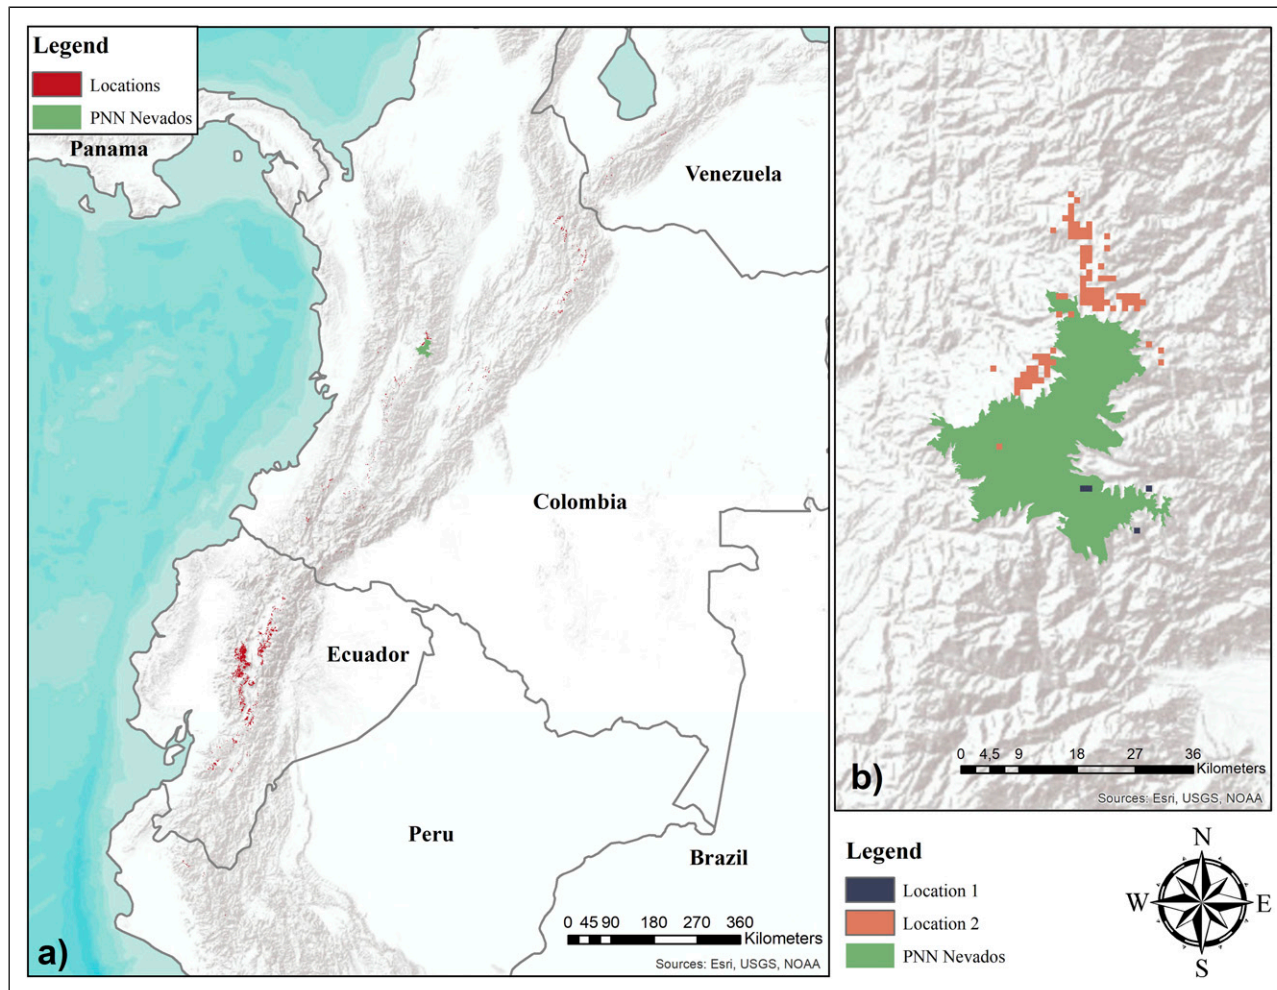 Legend
Locations
PNN Nevados
Panama
Venezuela
Colombia
Ecuador
Peru
Brazil
a)
0 45 90 180 270 360
Kilometers
Sources: Esri, USGS, NOAA
b)
0 4,5 9 18 27 36
Kilometers
Sources: Esri, USGS, NOAA
Legend
Location 1
Location 2
PNN Nevados
N
W E
S